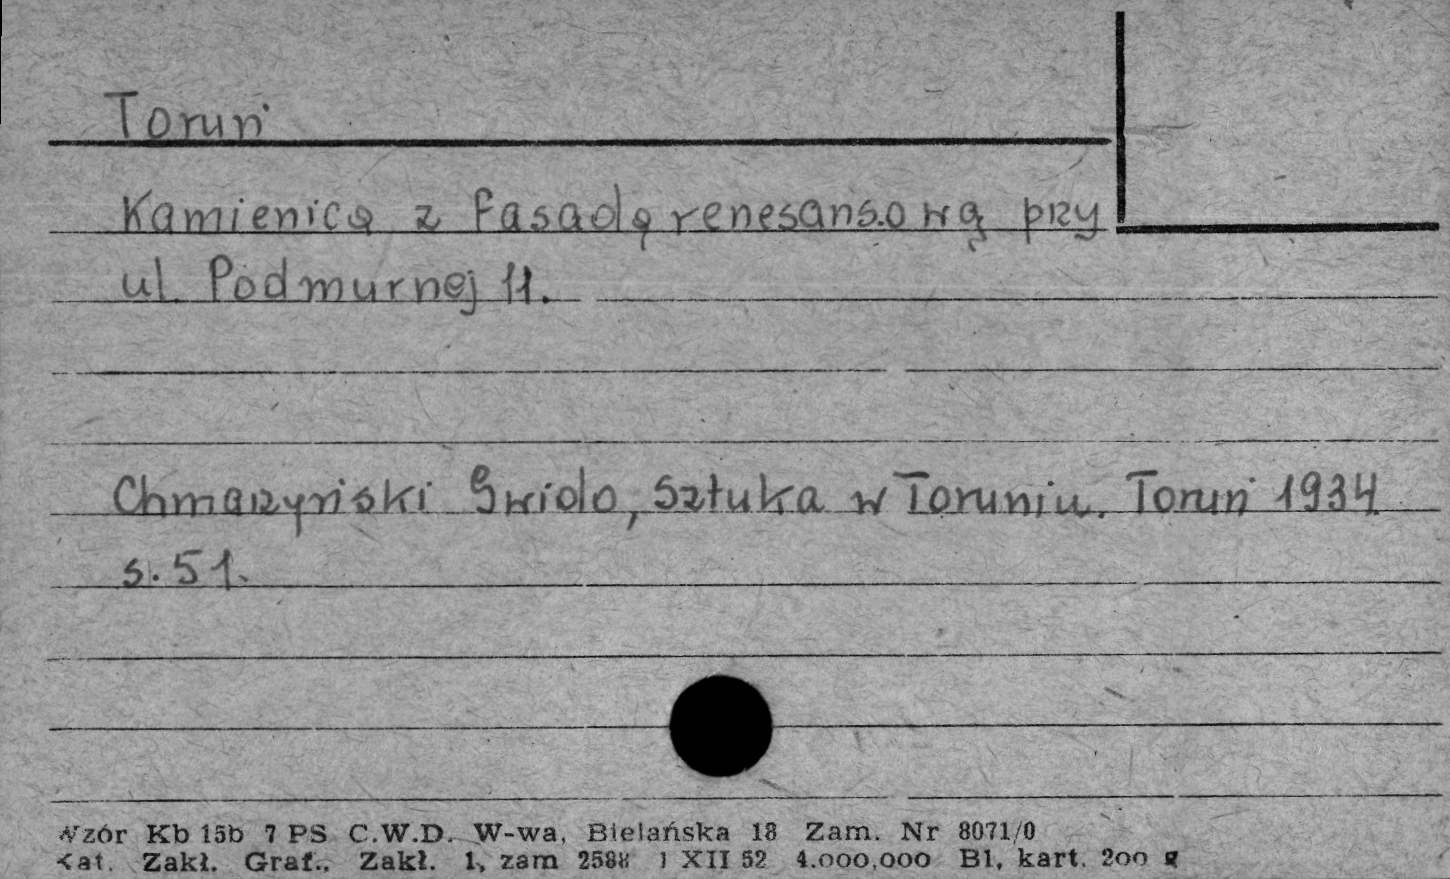 Toruń
Kamienica z fasadą renesansową przy
ul. Podmurnej 11.
Chmarzyński Gwido, Sztuka w Toruniu. Toruń 1934
s. 51.
Wzór Kb 15b 7 PS C.W.D. W-wa, Bielańska 18 Zam. Nr 8071/0
Kat. Zakł. Graf., Zakł. 1, zam 2588 1 XII 52 4.000,000 Bl, kart. 200 g